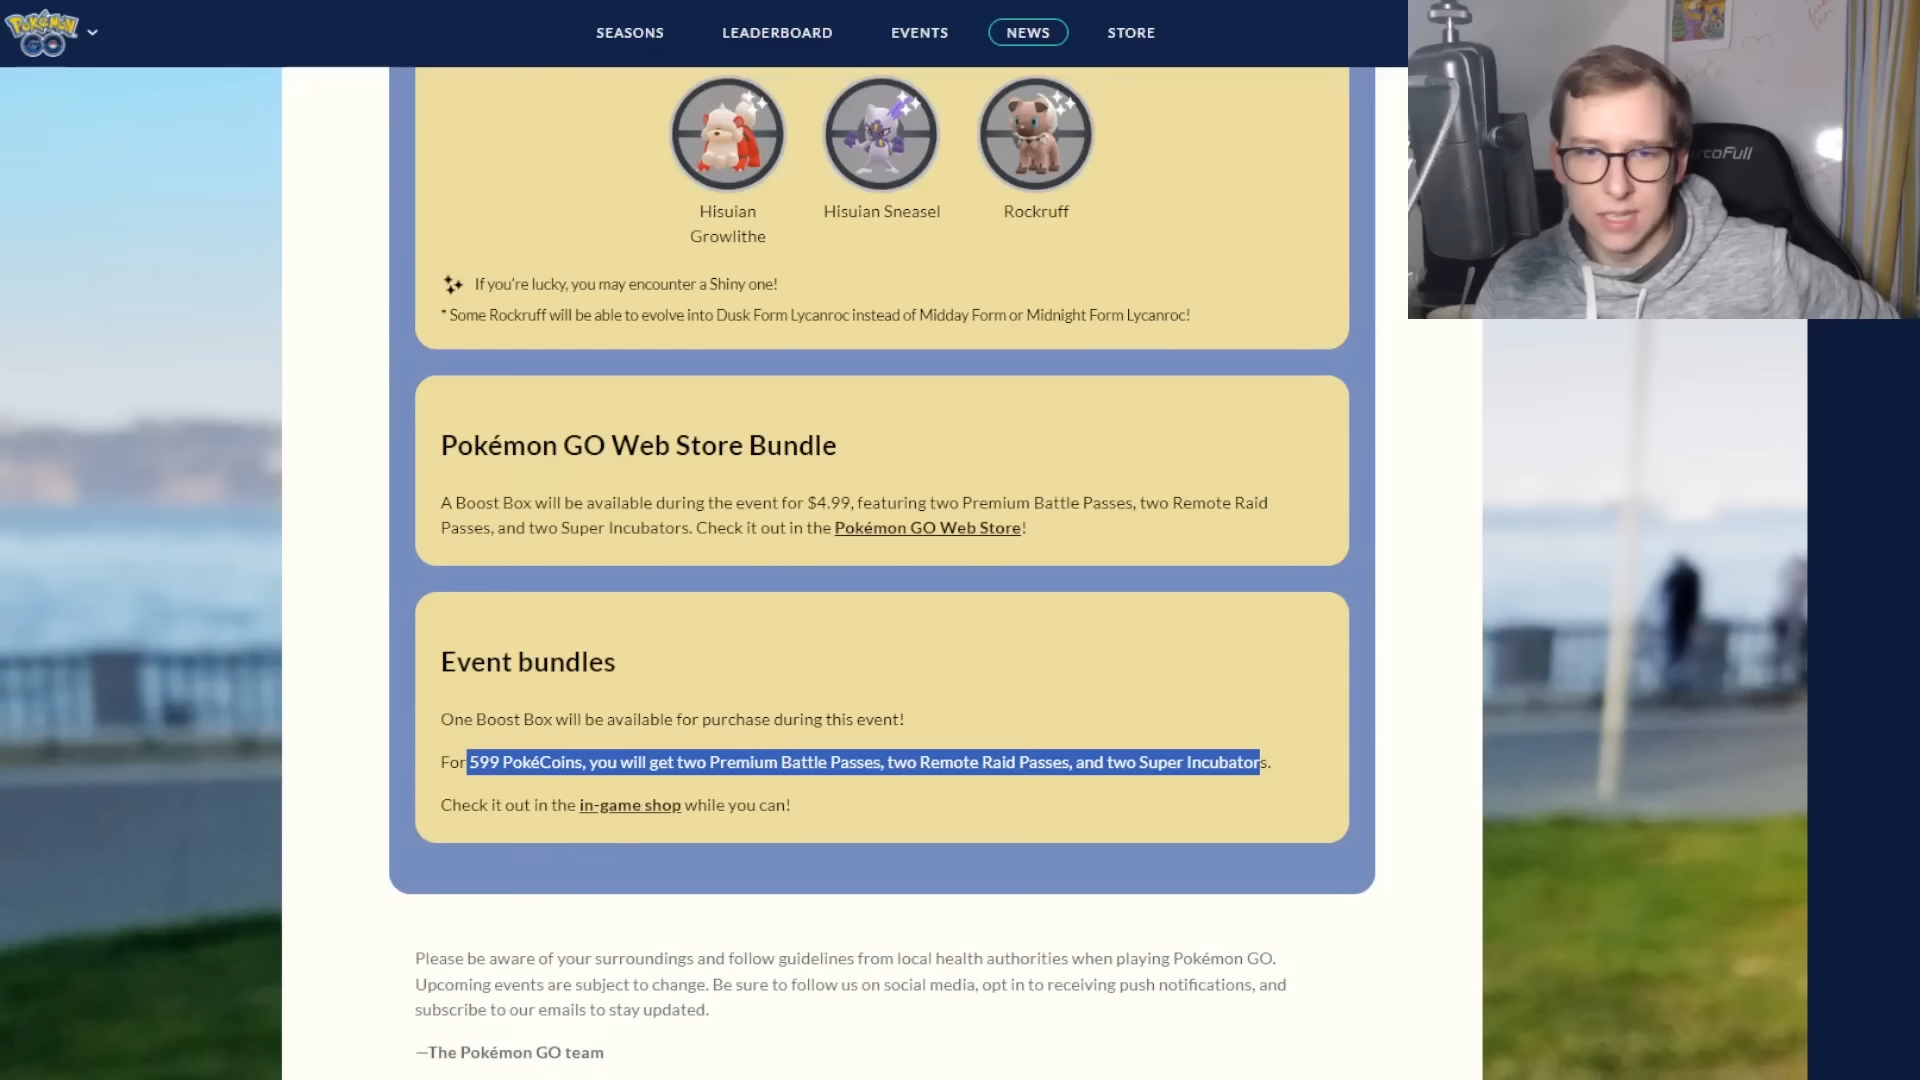 Pokémon GO
SEASONS LEADERBOARD EVENTS NEWS STORE
Hisuian
Growlithe
Hisuian Sneasel
Rockruff
If you're lucky, you may encounter a Shiny one!
* Some Rockruff will be able to evolve into Dusk Form Lycanroc instead of Midday Form or Midnight Form Lycanroc!
Pokémon GO Web Store Bundle
A Boost Box will be available during the event for $4.99, featuring two Premium Battle Passes, two Remote Raid
Passes, and two Super Incubators. Check it out in the Pokémon GO Web Store!
Event bundles
One Boost Box will be available for purchase during this event!
For 599 PokéCoins, you will get two Premium Battle Passes, two Remote Raid Passes, and two Super Incubators.
Check it out in the in-game shop while you can!
Please be aware of your surroundings and follow guidelines from local health authorities when playing Pokémon GO.
Upcoming events are subject to change. Be sure to follow us on social media, opt in to receiving push notifications, and
subscribe to our emails to stay updated.
—The Pokémon GO team